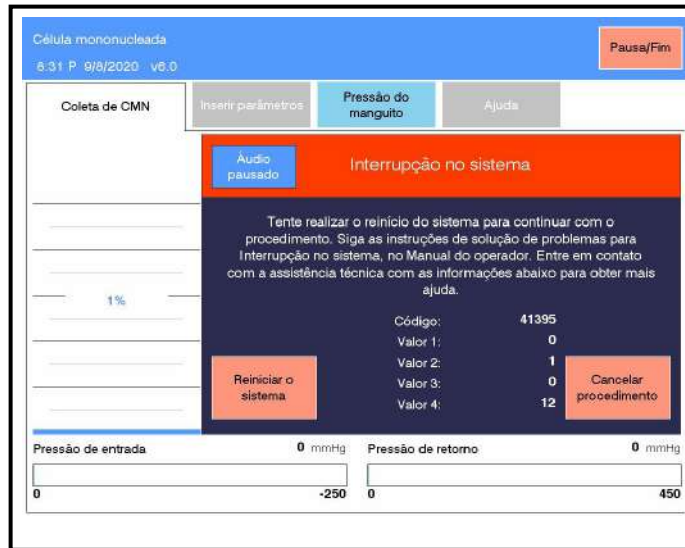 Célula mononucleada
Pausa/Fim
6:31 P 9/8/2020 v6.0
Coleta de CMN
Inserir parâmetros
Pressão do
manguito
Ajuda
Áudio
pausado
Interrupção no sistema
Tente realizar o reinício do sistema para continuar com o
procedimento. Siga as instruções de solução de problemas para
Interrupção no sistema, no Manual do operador. Entre em contato
com a assistência técnica com as informações abaixo para obter mais
ajuda.
1%
Código: 41395
Valor 1: 0
Valor 2: 1
Valor 3: 0
Valor 4: 12
Reiniciar o
sistema
Cancelar
procedimento
Pressão de entrada 0 mmHg
Pressão de retorno 0 mmHg
0 -250
0 450